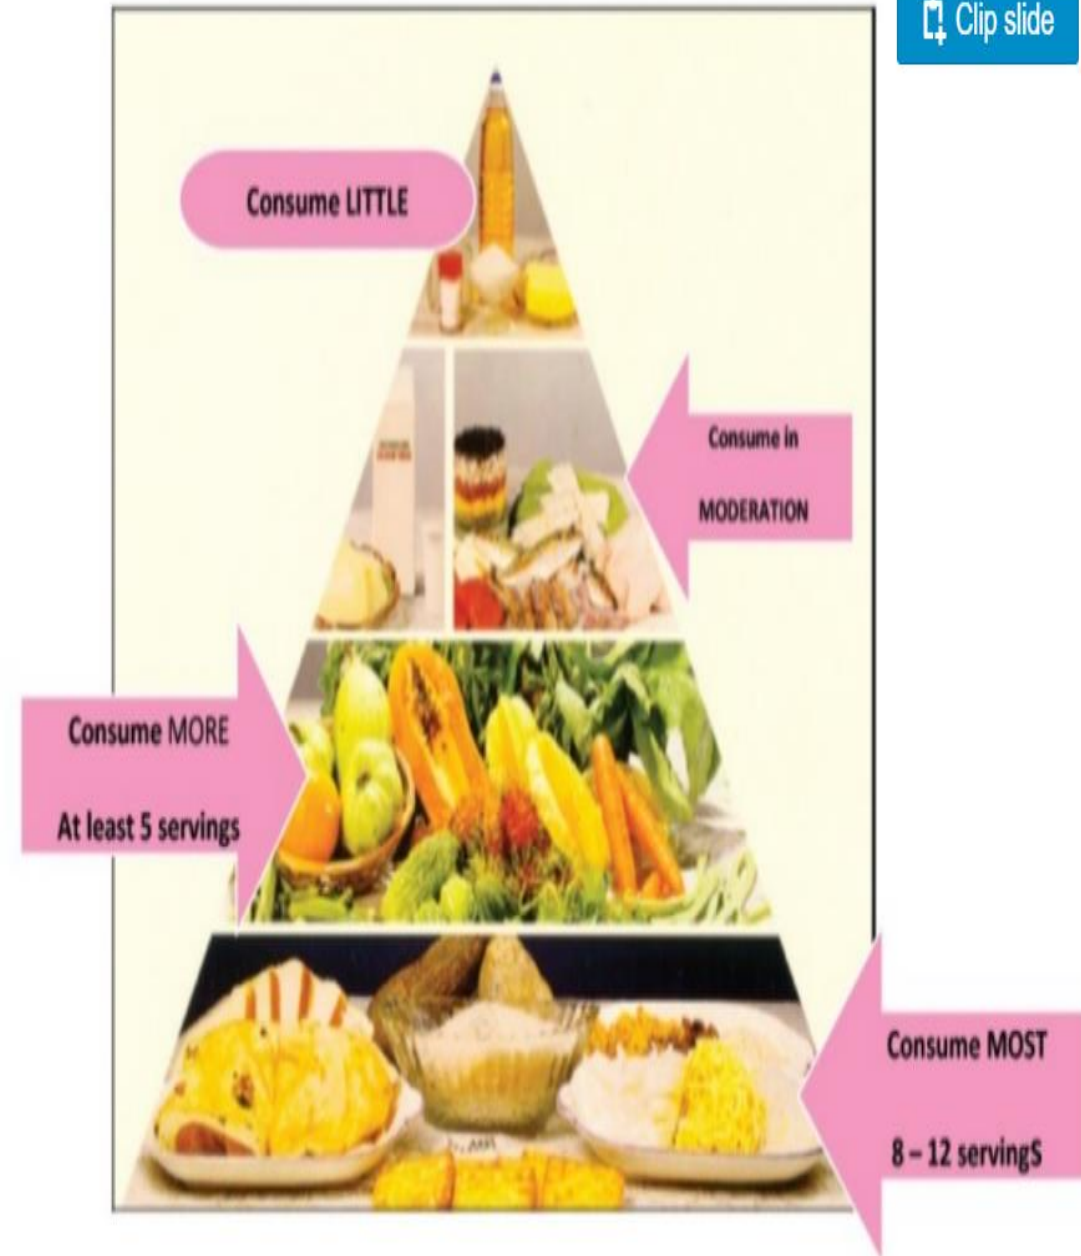 Clip slide
Consume LITTLE
Consume in
MODERATION
Consume MORE
At least 5 servings
Consume MOST
8 – 12 servingS